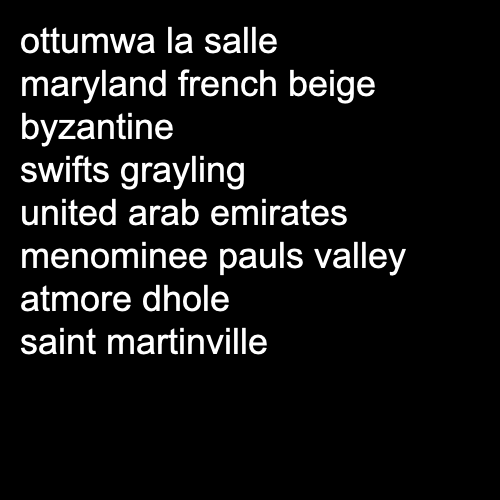 ottumwa la salle
maryland french beige
byzantine
swifts grayling
united arab emirates
menominee pauls valley
atmore dhole
saint martinville